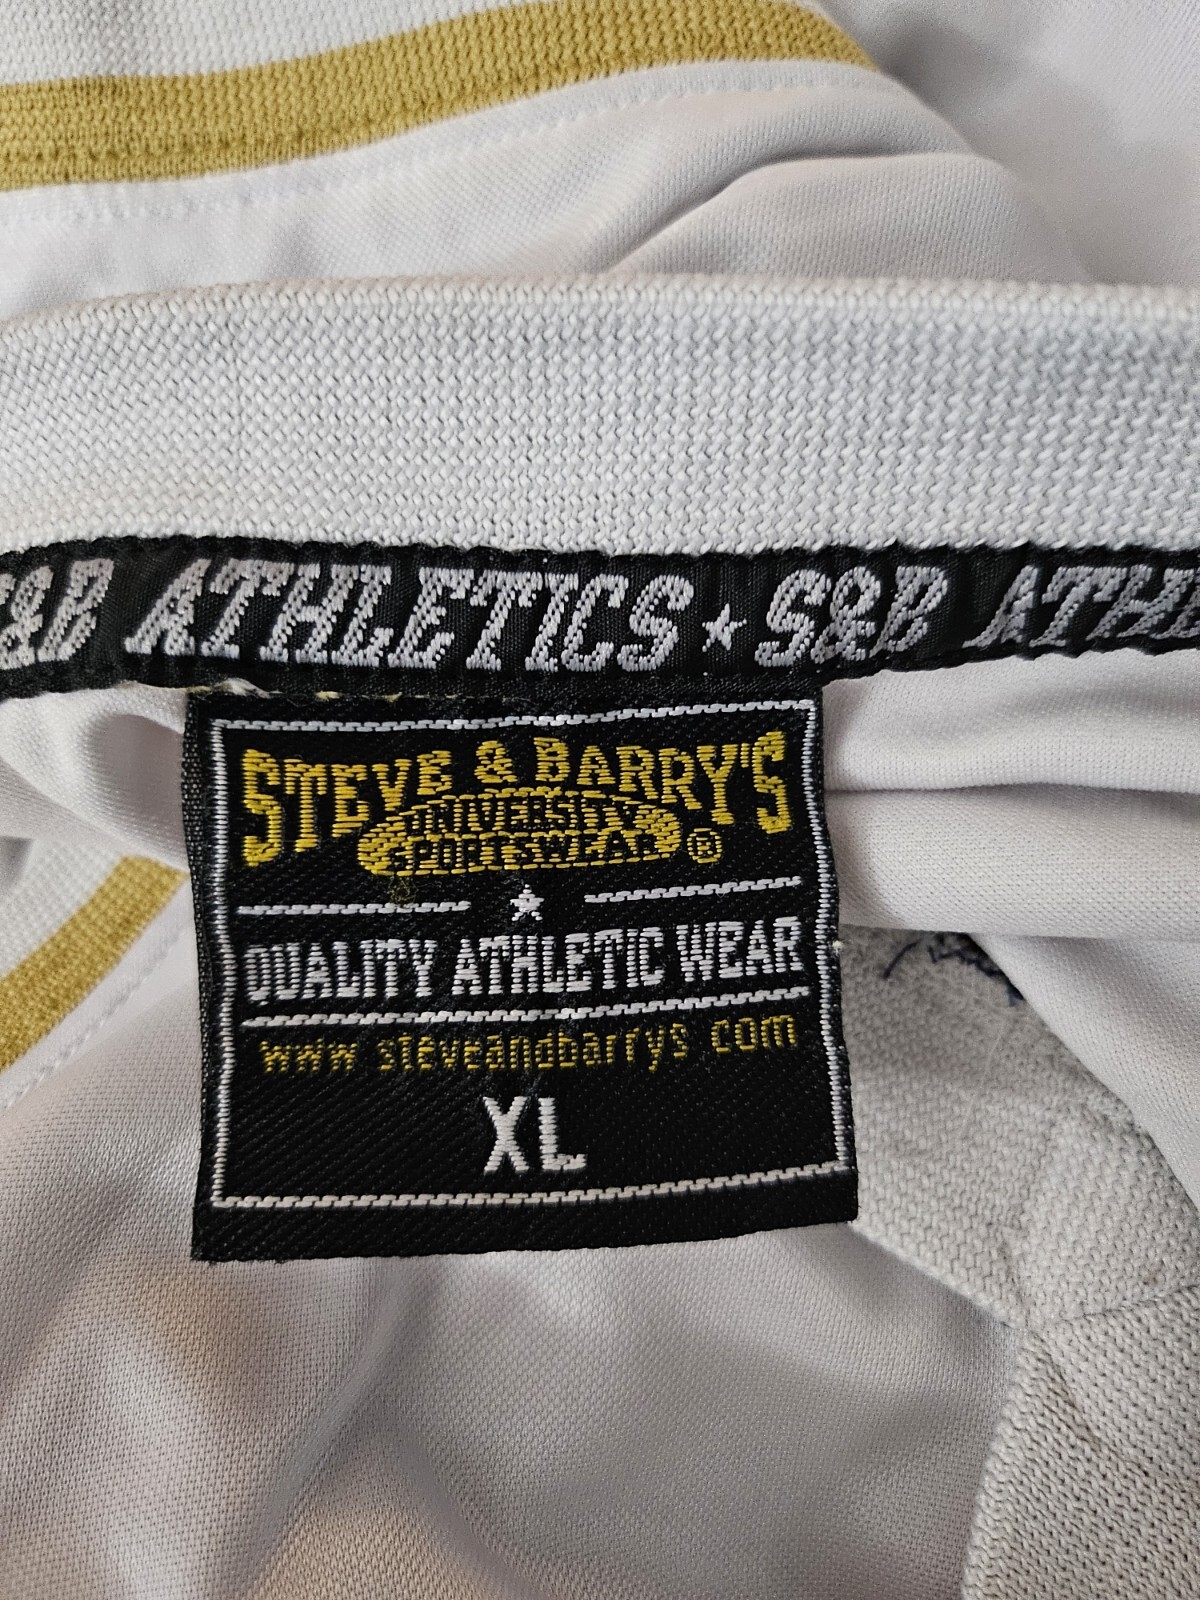 S&B ATHLETICS ★ S&B ATHL
STEVE & BARRY'S
UNIVERSITY
SPORTSWEAR ®
QUALITY ATHLETIC WEAR
www steveandbarrys com
XL